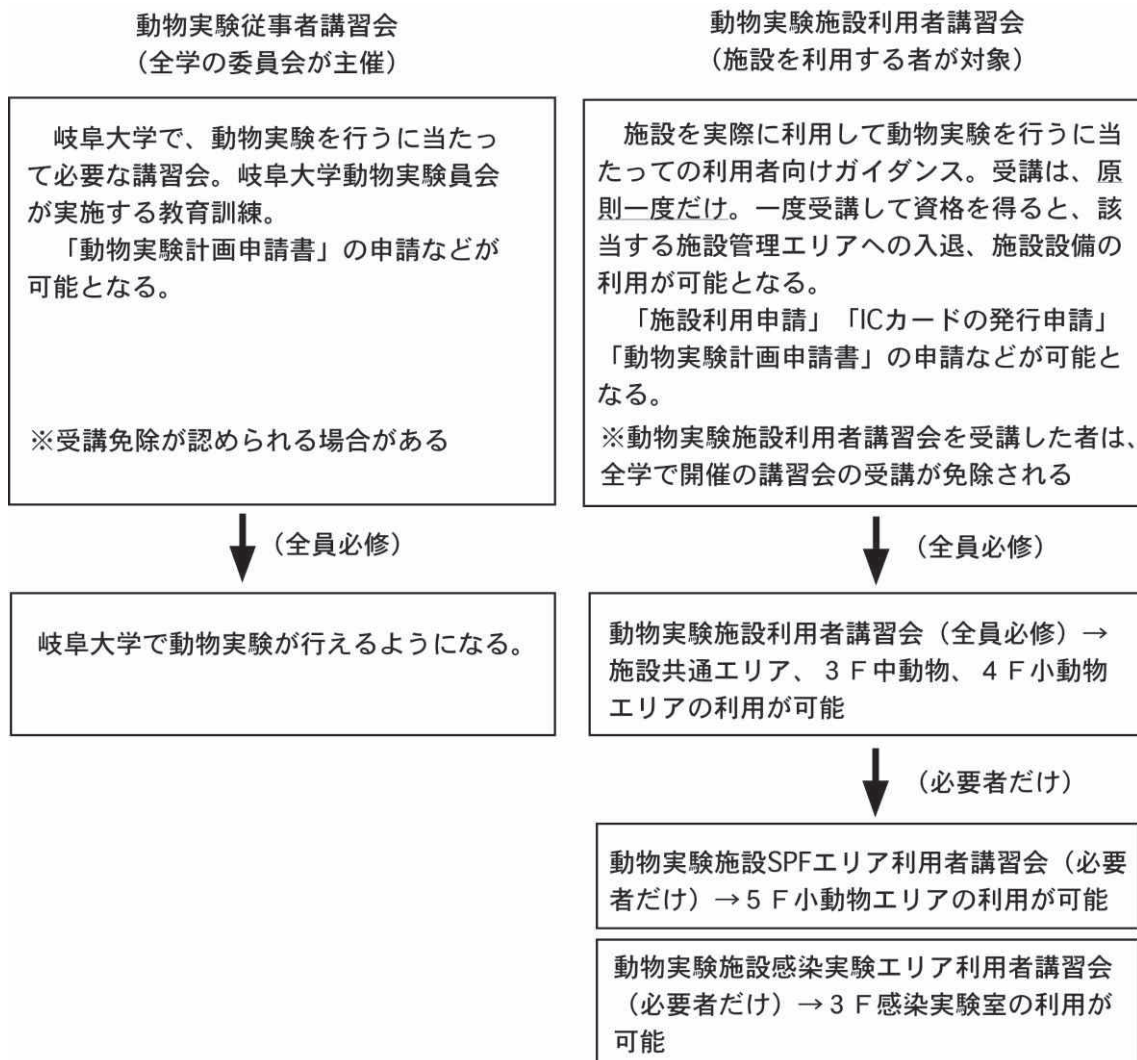 動物実験従事者講習会
（全学の委員会が主催）
岐阜大学で、動物実験を行うに当たっ
て必要な講習会。岐阜大学動物実験員会
が実施する教育訓練。
「動物実験計画申請書」の申請などが
可能となる。
※受講免除が認められる場合がある
（全員必修）
岐阜大学で動物実験が行えるようになる。
動物実験施設利用者講習会
（施設を利用する者が対象）
施設を実際に利用して動物実験を行うに当
たっての利用者向けガイダンス。受講は、原
則一度だけ。一度受講して資格を得ると、該
当する施設管理エリアへの入退、施設設備の
利用が可能となる。
「施設利用申請」「ICカードの発行申請」
「動物実験計画申請書」の申請などが可能と
なる。
※動物実験施設利用者講習会を受講した者は、
全学で開催の講習会の受講が免除される
（全員必修）
動物実験施設利用者講習会（全員必修）→
施設共通エリア、３Ｆ中動物、４Ｆ小動物
エリアの利用が可能
（必要者だけ）
動物実験施設SPFエリア利用者講習会（必要
者だけ）→５Ｆ小動物エリアの利用が可能
動物実験施設感染実験エリア利用者講習会
（必要者だけ）→３Ｆ感染実験室の利用が
可能